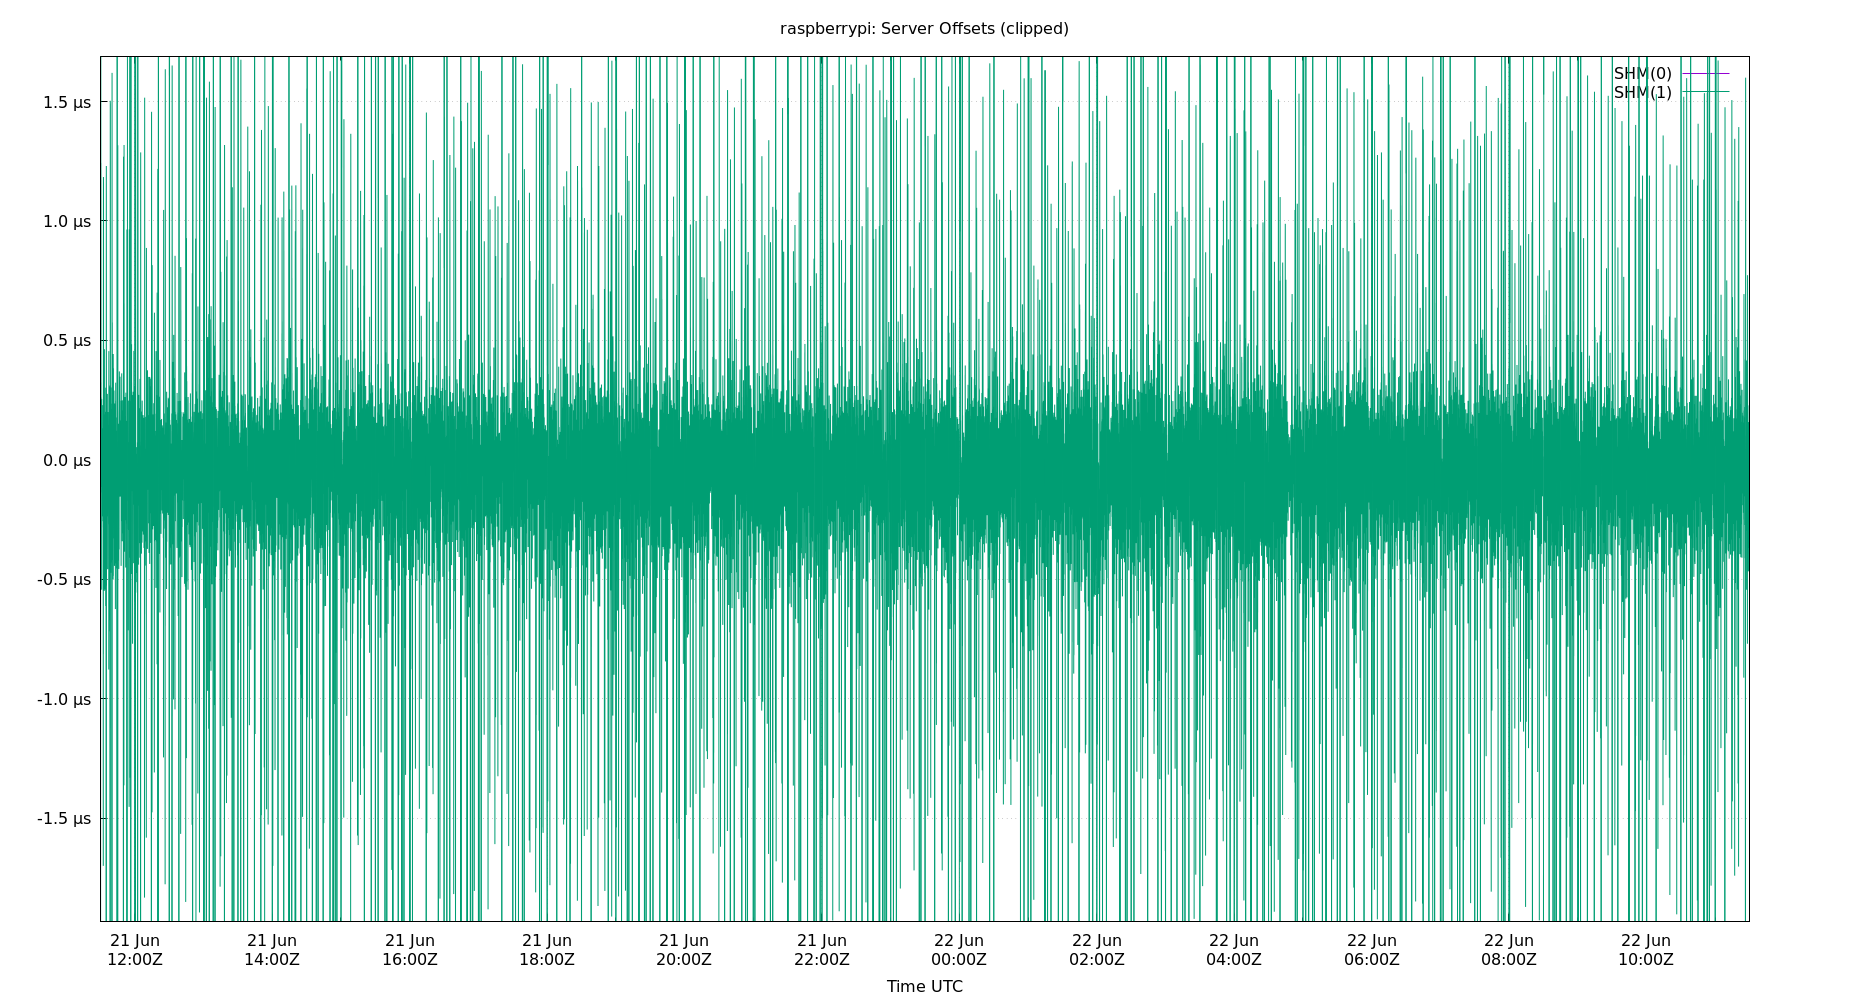 raspberrypi: Server Offsets (clipped)
SHM(0)
SHM(1)
1.5 µs
1.0 µs
0.5 µs
0.0 µs
-0.5 µs
-1.0 µs
-1.5 µs
21 Jun 21 Jun 21 Jun 21 Jun 21 Jun 21 Jun 22 Jun 22 Jun 22 Jun 22 Jun 22 Jun 22 Jun
12:00Z 14:00Z 16:00Z 18:00Z 20:00Z 22:00Z 00:00Z 02:00Z 04:00Z 06:00Z 08:00Z 10:00Z
Time UTC